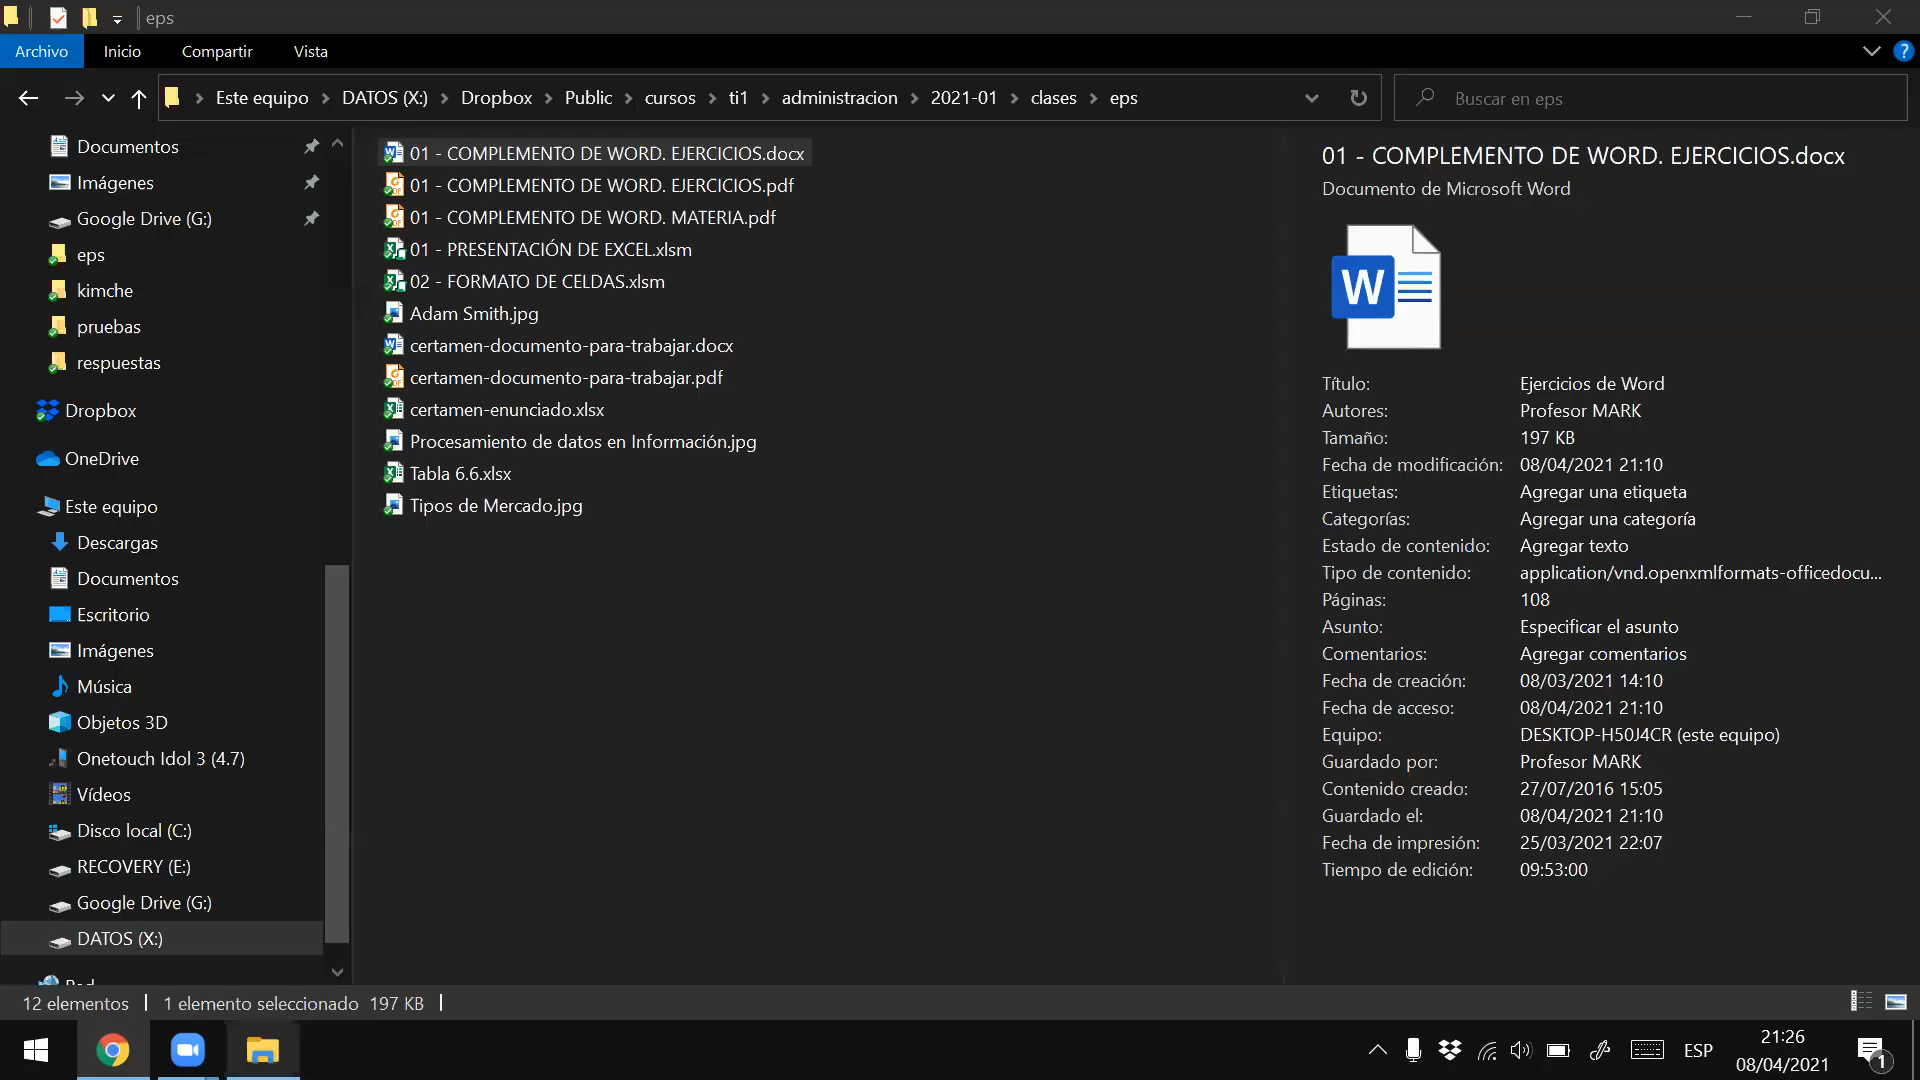 eps
Archivo Inicio Compartir Vista
Este equipo DATOS (X:) Dropbox Public cursos ti1 administracion 2021-01 clases eps
Buscar en eps
Documentos
Imágenes
Google Drive (G:)
eps
kimche
pruebas
respuestas
Dropbox
OneDrive
Este equipo
Descargas
Documentos
Escritorio
Imágenes
Música
Objetos 3D
Onetouch Idol 3 (4.7)
Vídeos
Disco local (C:)
RECOVERY (E:)
Google Drive (G:)
DATOS (X:)
Red
01 - COMPLEMENTO DE WORD. EJERCICIOS.docx
01 - COMPLEMENTO DE WORD. EJERCICIOS.pdf
01 - COMPLEMENTO DE WORD. MATERIA.pdf
01 - PRESENTACIÓN DE EXCEL.xlsm
02 - FORMATO DE CELDAS.xlsm
Adam Smith.jpg
certamen-documento-para-trabajar.docx
certamen-documento-para-trabajar.pdf
certamen-enunciado.xlsx
Procesamiento de datos en Información.jpg
Tabla 6.6.xlsx
Tipos de Mercado.jpg
01 - COMPLEMENTO DE WORD. EJERCICIOS.docx
Documento de Microsoft Word
W
Título: Ejercicios de Word
Autores: Profesor MARK
Tamaño: 197 KB
Fecha de modificación: 08/04/2021 21:10
Etiquetas: Agregar una etiqueta
Categorías: Agregar una categoría
Estado de contenido: Agregar texto
Tipo de contenido: application/vnd.openxmlformats-officedocu...
Páginas: 108
Asunto: Especificar el asunto
Comentarios: Agregar comentarios
Fecha de creación: 08/03/2021 14:10
Fecha de acceso: 08/04/2021 21:10
Equipo: DESKTOP-H50J4CR (este equipo)
Guardado por: Profesor MARK
Contenido creado: 27/07/2016 15:05
Guardado el: 08/04/2021 21:10
Fecha de impresión: 25/03/2021 22:07
Tiempo de edición: 09:53:00
12 elementos 1 elemento seleccionado 197 KB
ESP
21:26
08/04/2021
1